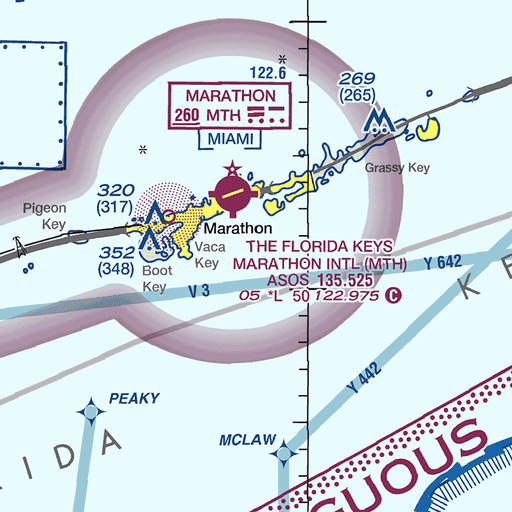 269
(265)
122.6
MARATHON
260 MTH
MIAMI
Grassy Key
320
(317)
Pigeon
Key
Marathon
352
(348)
Vaca
Key
Boot
Key
THE FLORIDA KEYS
MARATHON INTL (MTH)
ASOS 135.525
05 *L 50 122.975 C
V 642
K E
V 3
V 442
PEAKY
MCLAW
RIDA
GUOUS